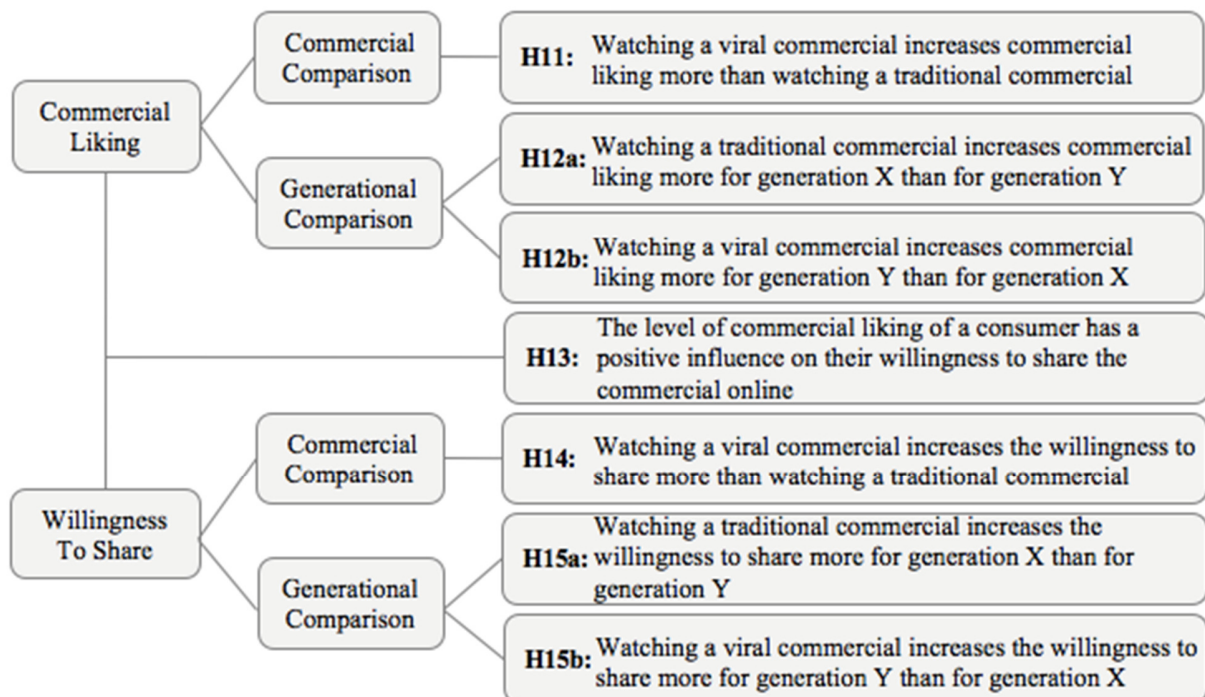 Commercial
Comparison
H11: Watching a viral commercial increases commercial
liking more than watching a traditional commercial
Commercial
Liking
H12a: Watching a traditional commercial increases commercial
liking more for generation X than for generation Y
Generational
Comparison
H12b: Watching a viral commercial increases commercial
liking more for generation Y than for generation X
The level of commercial liking of a consumer has a
H13: positive influence on their willingness to share the
commercial online
Commercial
Comparison
H14: Watching a viral commercial increases the willingness to
share more than watching a traditional commercial
Willingness
To Share
Watching a traditional commercial increases the
H15a: willingness to share more for generation X than for
generation Y
Generational
Comparison
H15b: Watching a viral commercial increases the willingness to
share more for generation Y than for generation X